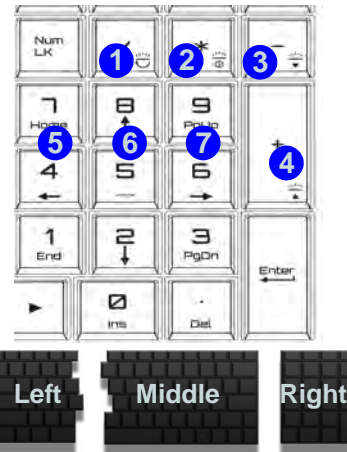 Num
LK
1
2
*
3
-
7
Home
8
9
PgUp
+
5
6
7
4
4
5
6
1
End
2
3
PgDn
Enter
0
Ins
.
Del
Left
Middle
Right